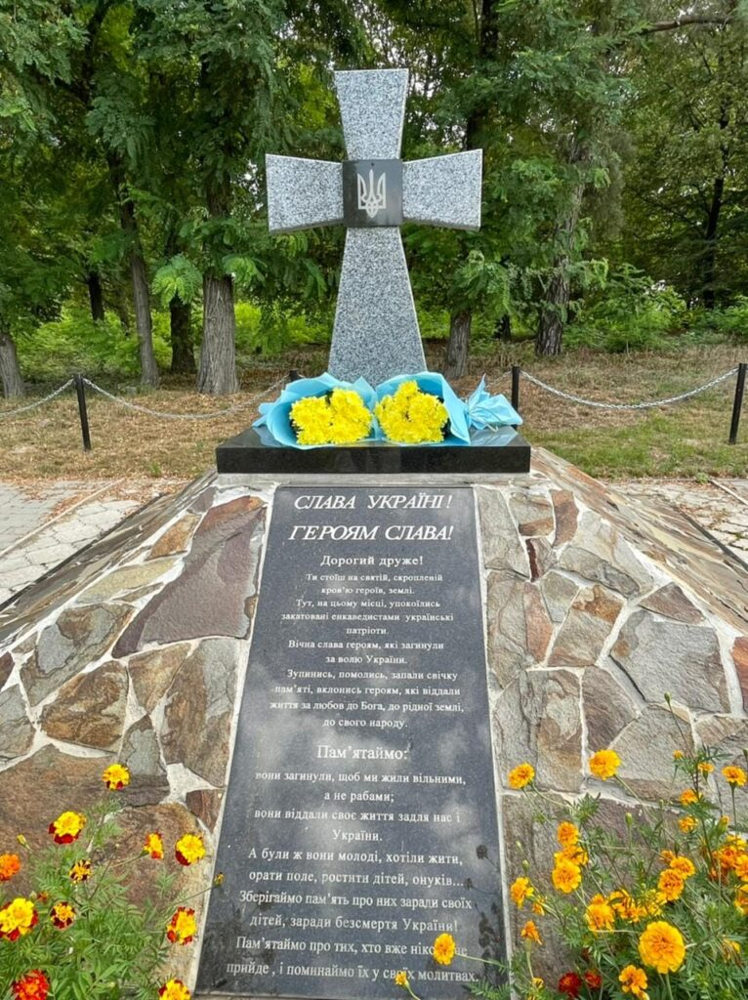 СЛАВА УКРАЇНІ!
ГЕРОЯМ СЛАВА!
Дорогий друже!
Ти стоїш на святій, скропленій
кров'ю героїв, землі.
Тут, на цьому місці, упокоїлись
закатовані енкаведистами українські
патріоти.
Вічна слава героям, які загинули
за волю України.
Зупинись, помолись, запали свічку
пам'яті, вклонись героям, які віддали
життя за любов до Бога, до рідної землі,
до свого народу.
Пам'ятаймо:
вони загинули, щоб ми жили вільними,
а не рабами;
вони віддали своє життя задля нас і
України.
А були ж вони молоді, хотіли жити,
орати поле, ростити дітей, онуків...
Зберігаймо пам'ять про них заради своїх
дітей, заради безсмертя України!
Пам'ятаймо про тих, хто вже не
прийде , і поминаймо їх у своїх молитвах.